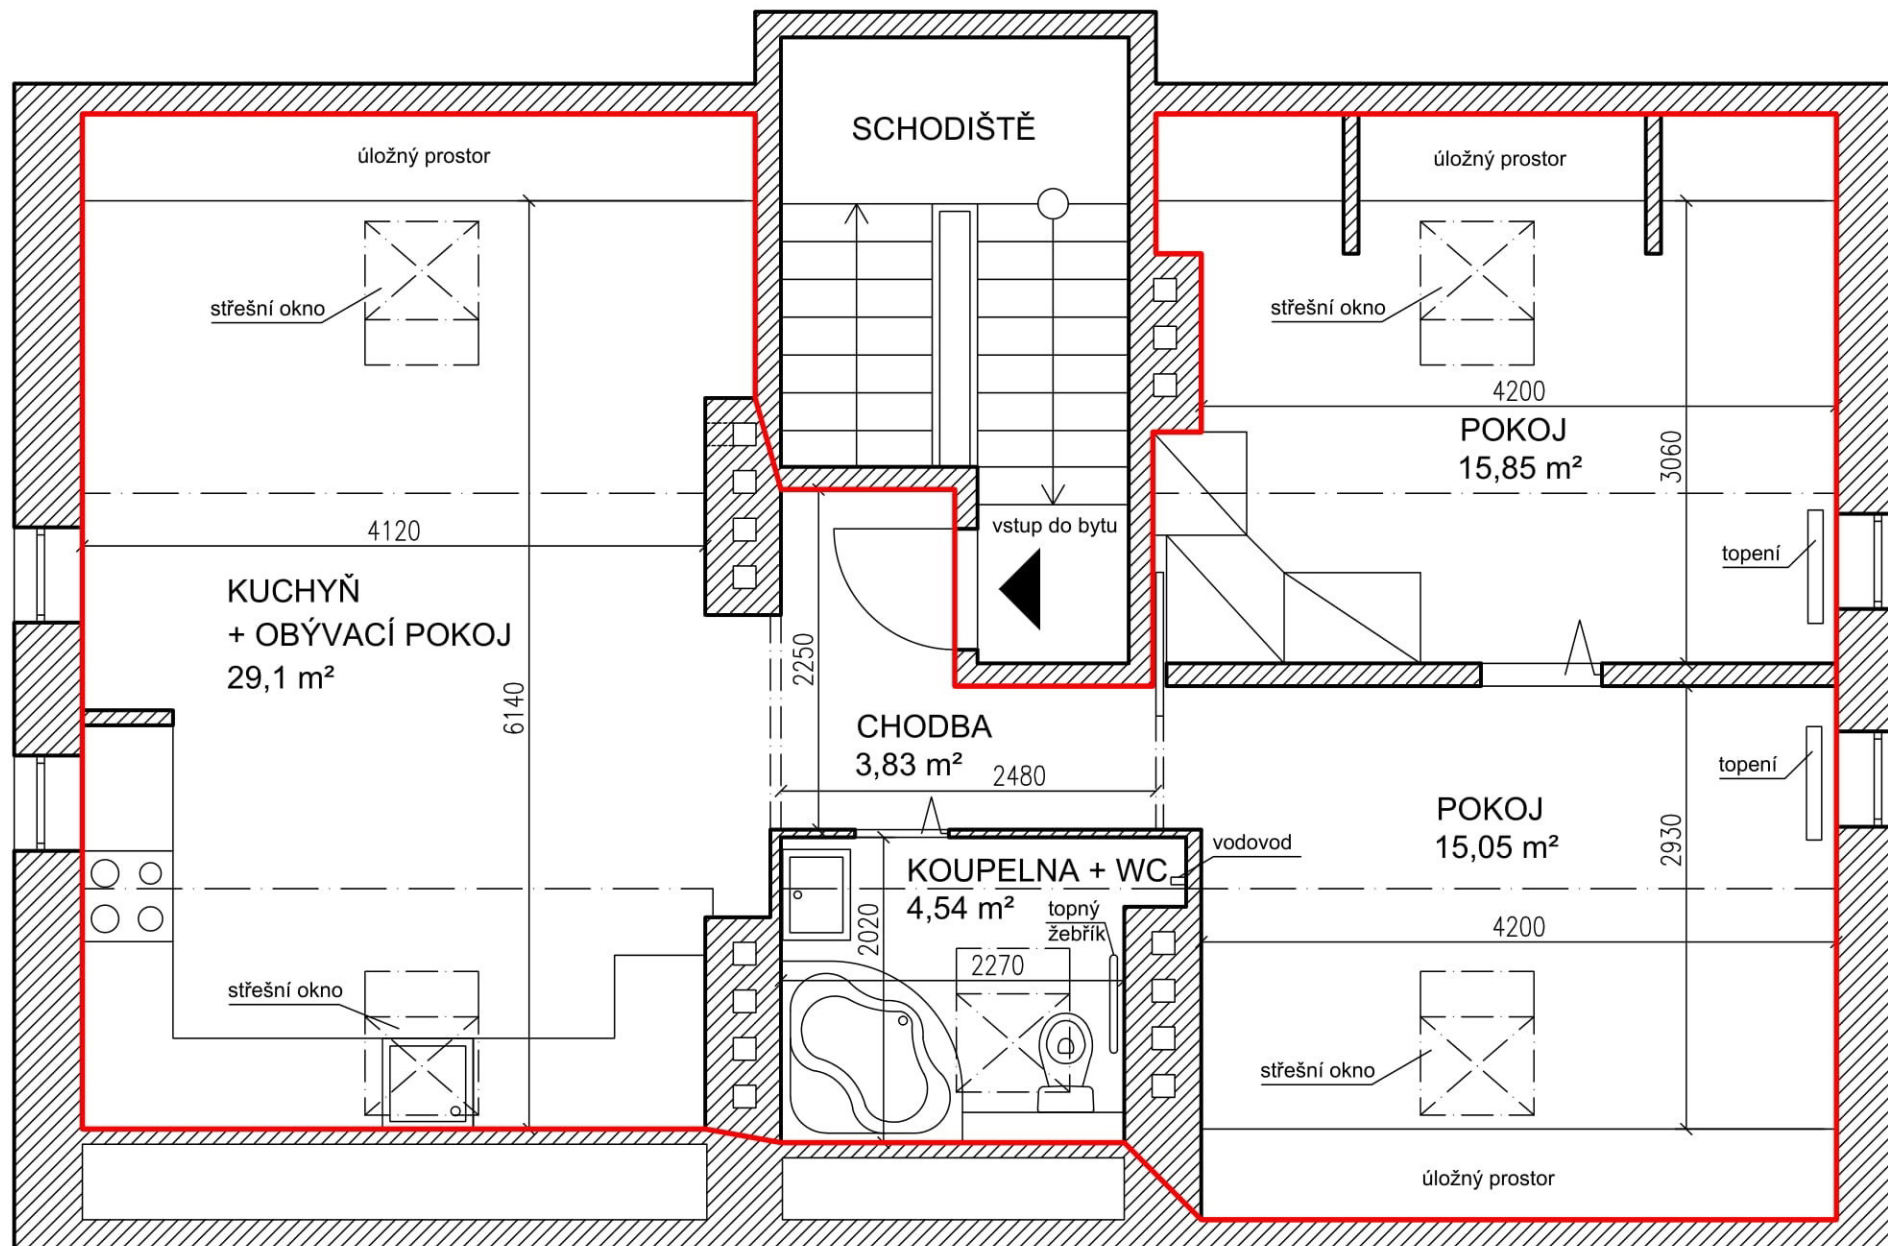 SCHODIŠTĚ
úložný prostor
úložný prostor
střešní okno
střešní okno
4200
POKOJ
15,85 m²
3060
4120
vstup do bytu
topení
KUCHYŇ
+ OBÝVACÍ POKOJ
29,1 m²
6140
2250
CHODBA
3,83 m²
2480
topení
POKOJ
15,05 m²
2930
vodovod
KOUPELNA + WC
4,54 m²
topný
žebřík
2020
2270
4200
střešní okno
střešní okno
úložný prostor